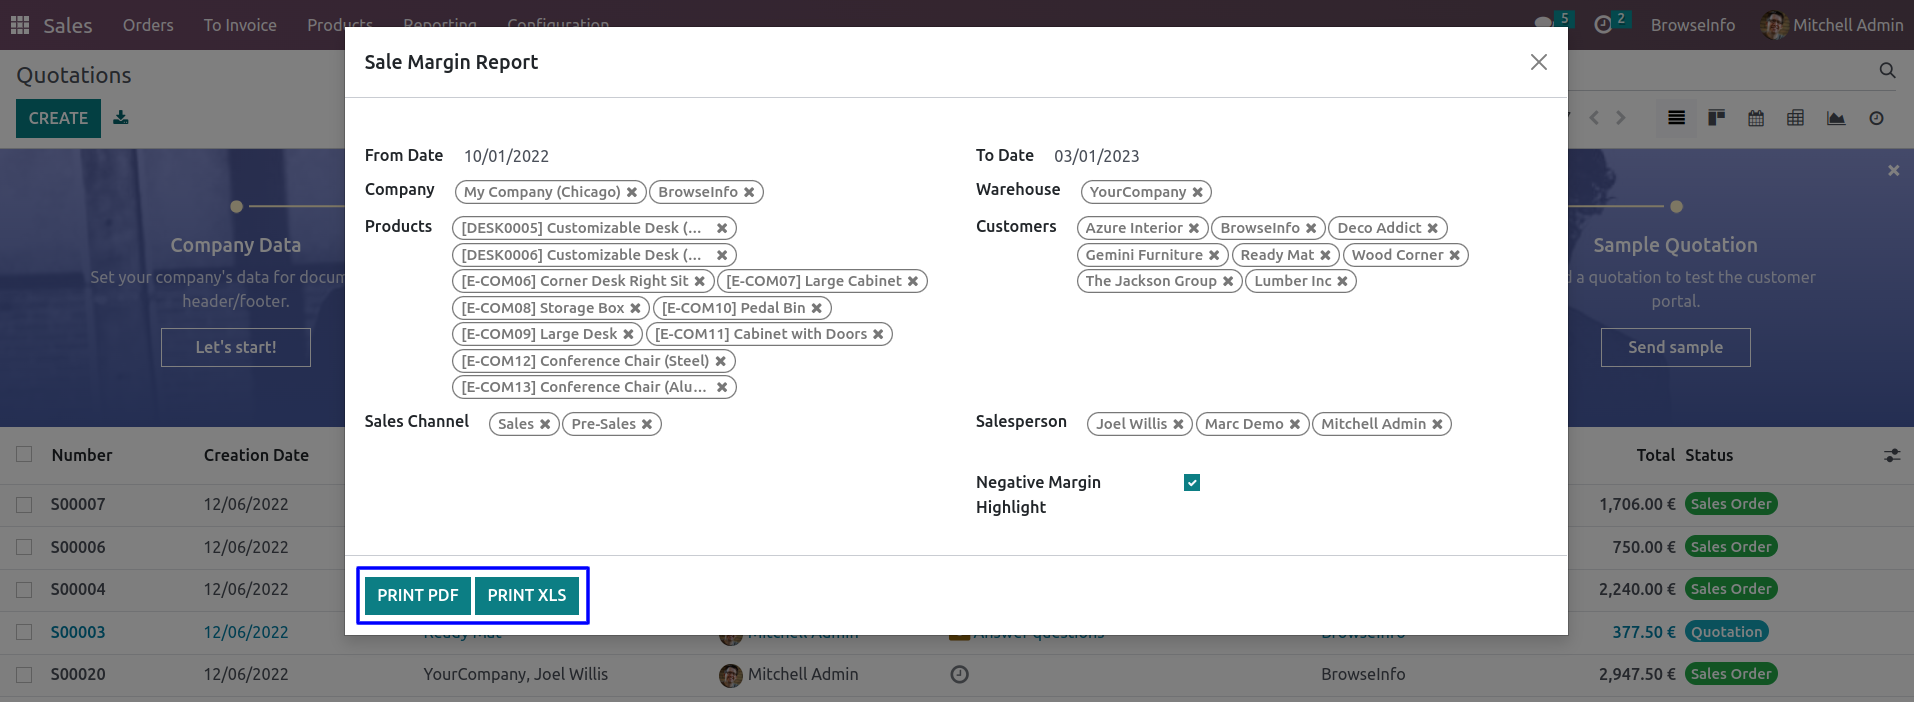 Sales Orders To Invoice Products Reporting Configuration 5 2 BrowseInfo Mitchell Admin
Quotations
CREATE
Sale Margin Report
From Date 10/01/2022 To Date 03/01/2023
Company My Company (Chicago) BrowseInfo Warehouse YourCompany
Products [DESK0005] Customizable Desk (... Customers Azure Interior BrowseInfo Deco Addict
[DESK0006] Customizable Desk (... Gemini Furniture Ready Mat Wood Corner
[E-COM06] Corner Desk Right Sit [E-COM07] Large Cabinet The Jackson Group Lumber Inc
[E-COM08] Storage Box [E-COM10] Pedal Bin
[E-COM09] Large Desk [E-COM11] Cabinet with Doors
[E-COM12] Conference Chair (Steel)
[E-COM13] Conference Chair (Alu...
Sales Channel Sales Pre-Sales Salesperson Joel Willis Marc Demo Mitchell Admin
Negative Margin
Highlight
PRINT PDF PRINT XLS
Company Data
Set your company's data for docum
header/footer.
Let's start!
Sample Quotation
d a quotation to test the customer
portal.
Send sample
Number Creation Date Total Status
S00007 12/06/2022 1,706.00 € Sales Order
S00006 12/06/2022 750.00 € Sales Order
S00004 12/06/2022 2,240.00 € Sales Order
S00003 12/06/2022 Ready Mat Mitchell Admin Answer questions BrowseInfo 377.50 € Quotation
S00020 12/06/2022 YourCompany, Joel Willis Mitchell Admin BrowseInfo 2,947.50 € Sales Order